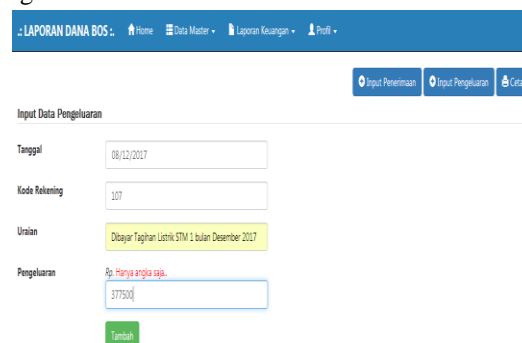 .: LAPORAN DANA BOS :. Home Data Master Laporan Keuangan Profil
Input Penerimaan Input Pengeluaran
Input Data Pengeluaran
Tanggal 08/12/2017
Kode Rekening 107
Uraian Dibayar Tagihan Listrik STM 1 bulan Desember 2017
Pengeluaran Rp. Hanya angka saja..
377500
Tambah